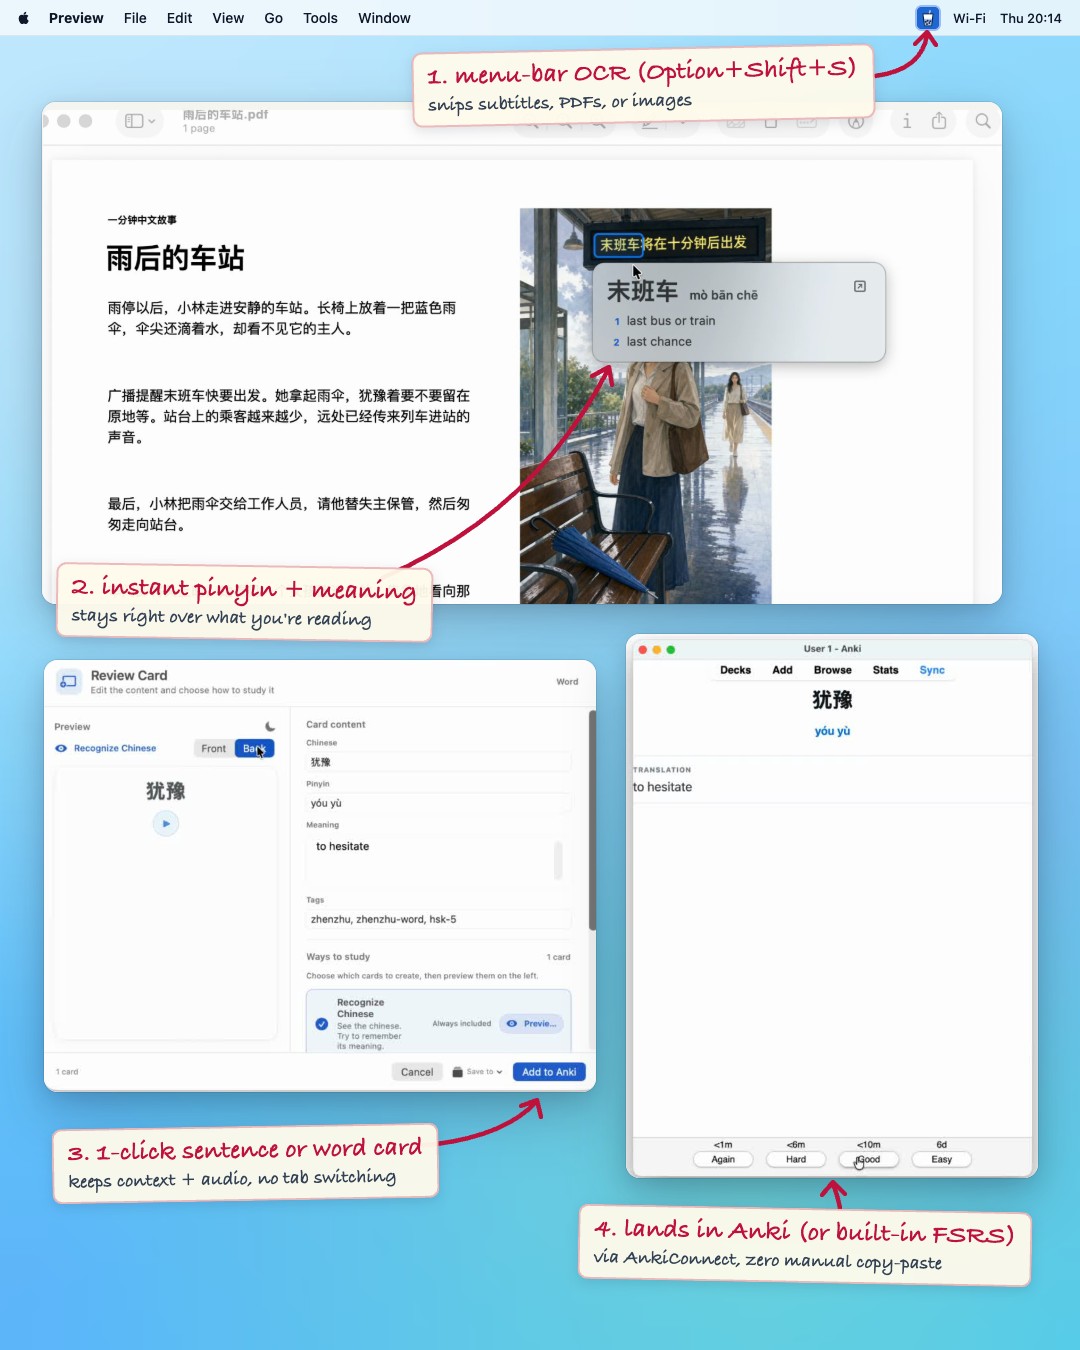 Preview File Edit View Go Tools Window Wi-Fi Thu 20:14
1. menu-bar OCR (Option+Shift+S)
snips subtitles, PDFs, or images
雨后的车站.pdf
1 page
一分钟中文故事
雨后的车站
雨停以后，小林走进安静的车站。长椅上放着一把蓝色雨
伞，伞尖还滴着水，却看不见它的主人。
广播提醒末班车快要出发。她拿起雨伞，犹豫着要不要留在
原地等。站台上的乘客越来越少，远处已经传来列车进站的
声音。
最后，小林把雨伞交给工作人员，请他替失主保管，然后匆
匆走向站台。
看向那
末班车将在十分钟后出发
末班车 mò bān chē
1 last bus or train
2 last chance
2. instant pinyin + meaning
stays right over what you're reading
Review Card
Edit the content and choose how to study it
Word
Preview
Recognize Chinese
Front Back
犹豫
Card content
Chinese
犹豫
Pinyin
yóu yù
Meaning
to hesitate
Tags
zhenzhu, zhenzhu-word, hsk-5
Ways to study 1 card
Choose which cards to create, then preview them on the left.
Recognize
Chinese
See the chinese.
Try to remember
its meaning.
Always included
Previe...
1 card
Cancel Save to Add to Anki
User 1 - Anki
Decks Add Browse Stats Sync
犹豫
yóu yù
TRANSLATION
to hesitate
<1m <6m <10m 6d
Again Hard Good Easy
3. 1-click sentence or word card
keeps context + audio, no tab switching
4. lands in Anki (or built-in FSRS)
via AnkiConnect, zero manual copy-paste